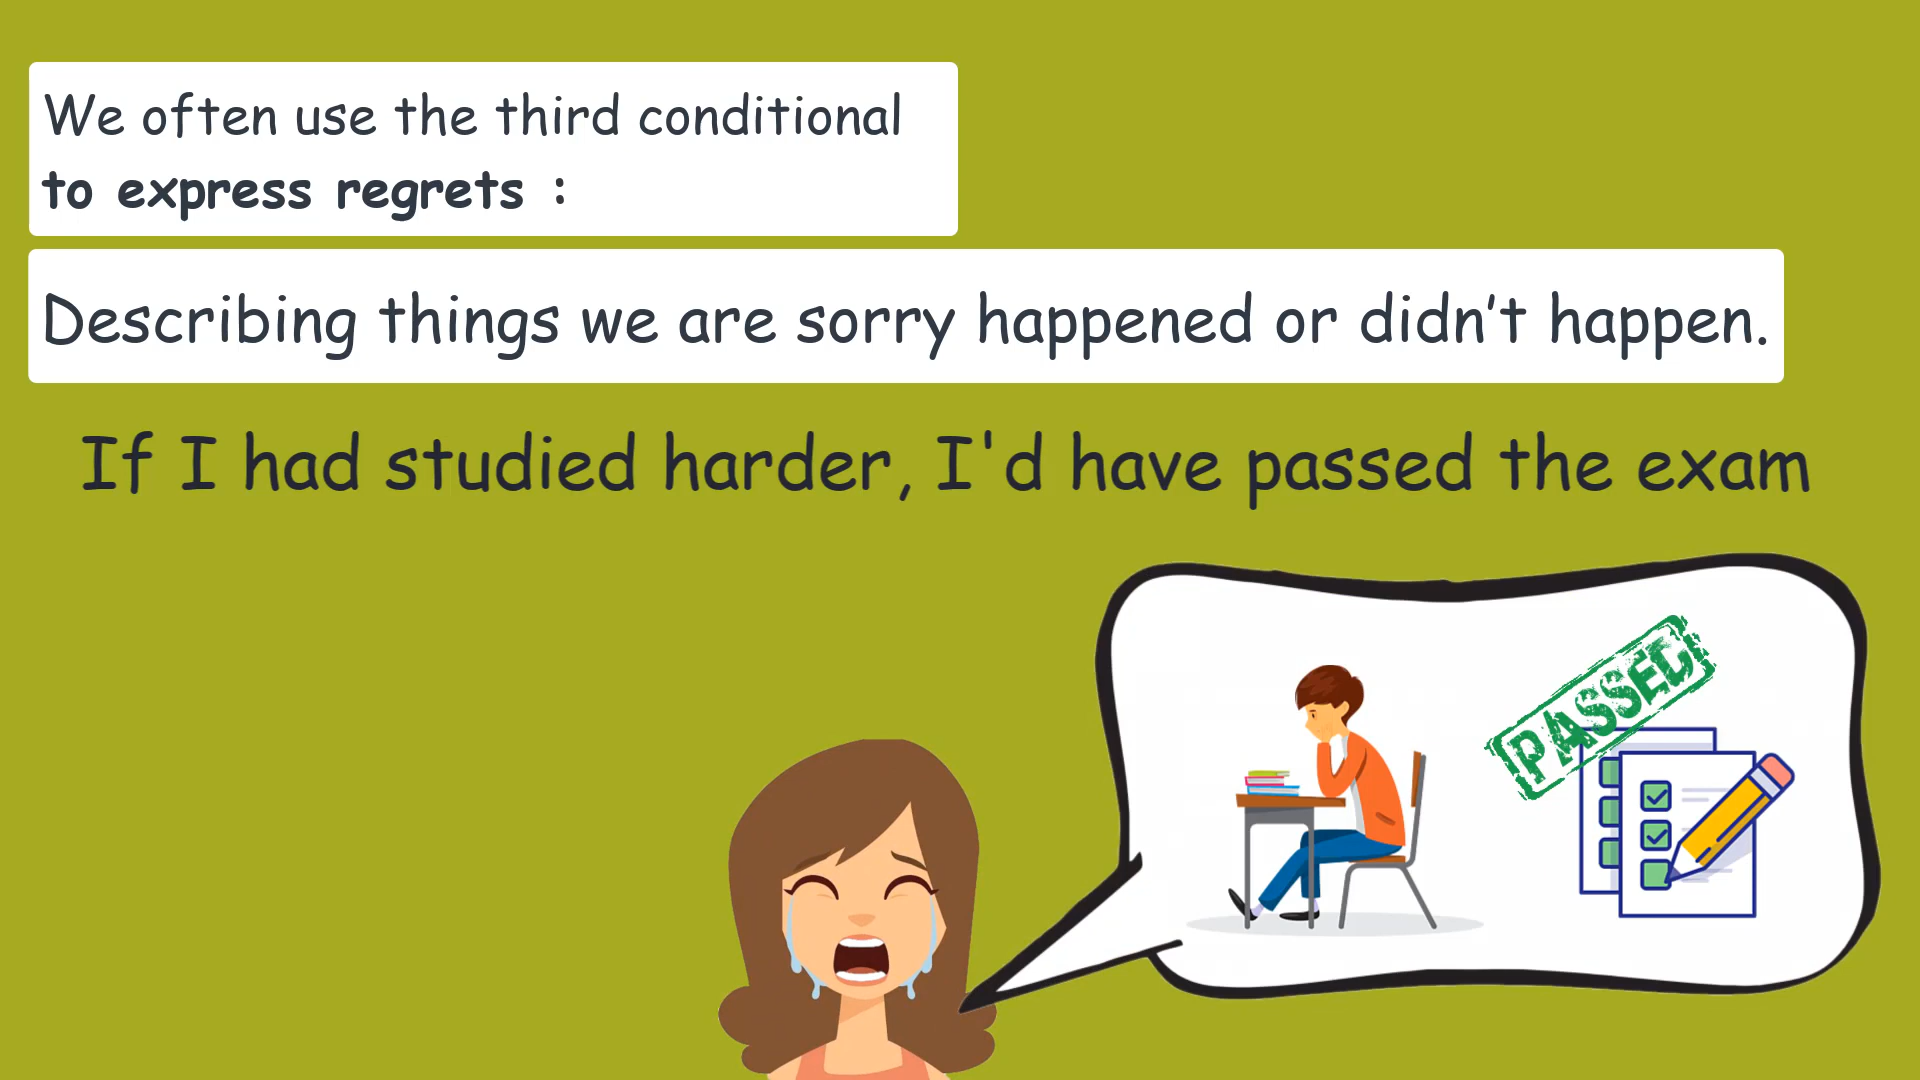 We often use the third conditional
to express regrets :
Describing things we are sorry happened or didn’t happen.
If I had studied harder, I'd have passed the exam
PASSED